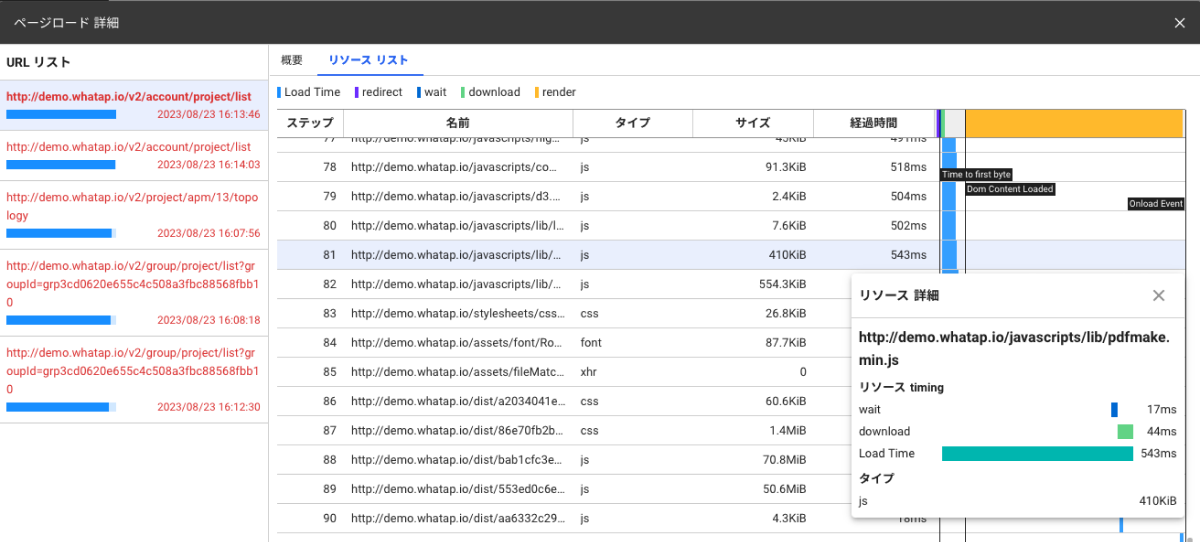 ページロード 詳細
URL リスト
http://demo.whatap.io/v2/account/project/list
2023/08/23 16:13:46
http://demo.whatap.io/v2/account/project/list
2023/08/23 16:14:03
http://demo.whatap.io/v2/project/apm/13/topo
logy
2023/08/23 16:07:56
http://demo.whatap.io/v2/group/project/list?gr
oupId=grp3cd0620e655c4c508a3fbc88568fbb1
0
2023/08/23 16:08:18
http://demo.whatap.io/v2/group/project/list?gr
oupId=grp3cd0620e655c4c508a3fbc88568fbb1
0
2023/08/23 16:12:30
概要 リソース リスト
Load Time redirect wait download render
ステップ 名前 タイプ サイズ 経過時間
77 http://demo.whatap.io/javascripts/hig... js 45KiB 491ms
78 http://demo.whatap.io/javascripts/co... js 91.3KiB 518ms
79 http://demo.whatap.io/javascripts/d3.... js 2.4KiB 504ms
80 http://demo.whatap.io/javascripts/lib/l... js 7.6KiB 502ms
81 http://demo.whatap.io/javascripts/lib/... js 410KiB 543ms
82 http://demo.whatap.io/javascripts/lib/... js 554.3KiB
83 http://demo.whatap.io/stylesheets/css... css 26.8KiB
84 http://demo.whatap.io/assets/font/Ro... font 87.7KiB
85 http://demo.whatap.io/assets/fileMatc... xhr 0
86 http://demo.whatap.io/dist/a2034041e... css 60.6KiB
87 http://demo.whatap.io/dist/86e70fb2b... css 1.4MiB
88 http://demo.whatap.io/dist/bab1cfc3e... js 70.8MiB
89 http://demo.whatap.io/dist/553ed0c6e... js 50.6MiB
90 http://demo.whatap.io/dist/aa6332c29... js 4.3KiB 18ms
Time to first byte
Dom Content Loaded
Onload Event
リソース 詳細
http://demo.whatap.io/javascripts/lib/pdfmake.
min.js
リソース timing
wait 17ms
download 44ms
Load Time 543ms
タイプ
js 410KiB